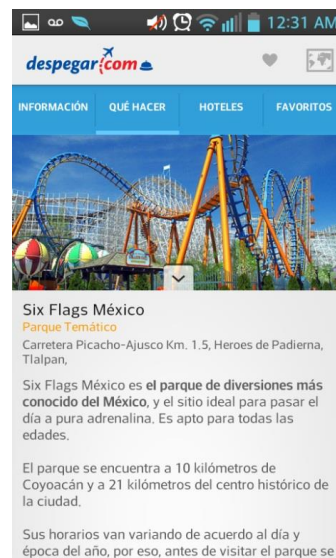 12:31 AM
despegar.com
INFORMACIÓN QUÉ HACER HOTELES FAVORITOS
Six Flags México
Parque Temático
Carretera Picacho-Ajusco Km. 1.5, Heroes de Padierna,
Tlalpan,
Six Flags México es el parque de diversiones más
conocido del México, y el sitio ideal para pasar el
día a pura adrenalina. Es apto para todas las
edades.
El parque se encuentra a 10 kilómetros de
Coyoacán y a 21 kilómetros del centro histórico de
la ciudad.
Sus horarios van variando de acuerdo al día y
época del año, por eso, antes de visitar el parque se